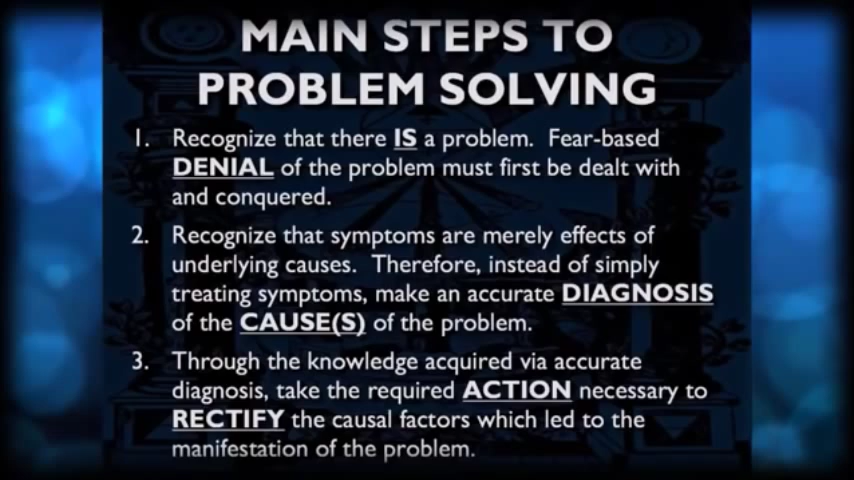 MAIN STEPS TO
PROBLEM SOLVING
1. Recognize that there IS a problem. Fear-based
DENIAL of the problem must first be dealt with
and conquered.
2. Recognize that symptoms are merely effects of
underlying causes. Therefore, instead of simply
treating symptoms, make an accurate DIAGNOSIS
of the CAUSE(S) of the problem.
3. Through the knowledge acquired via accurate
diagnosis, take the required ACTION necessary to
RECTIFY the causal factors which led to the
manifestation of the problem.